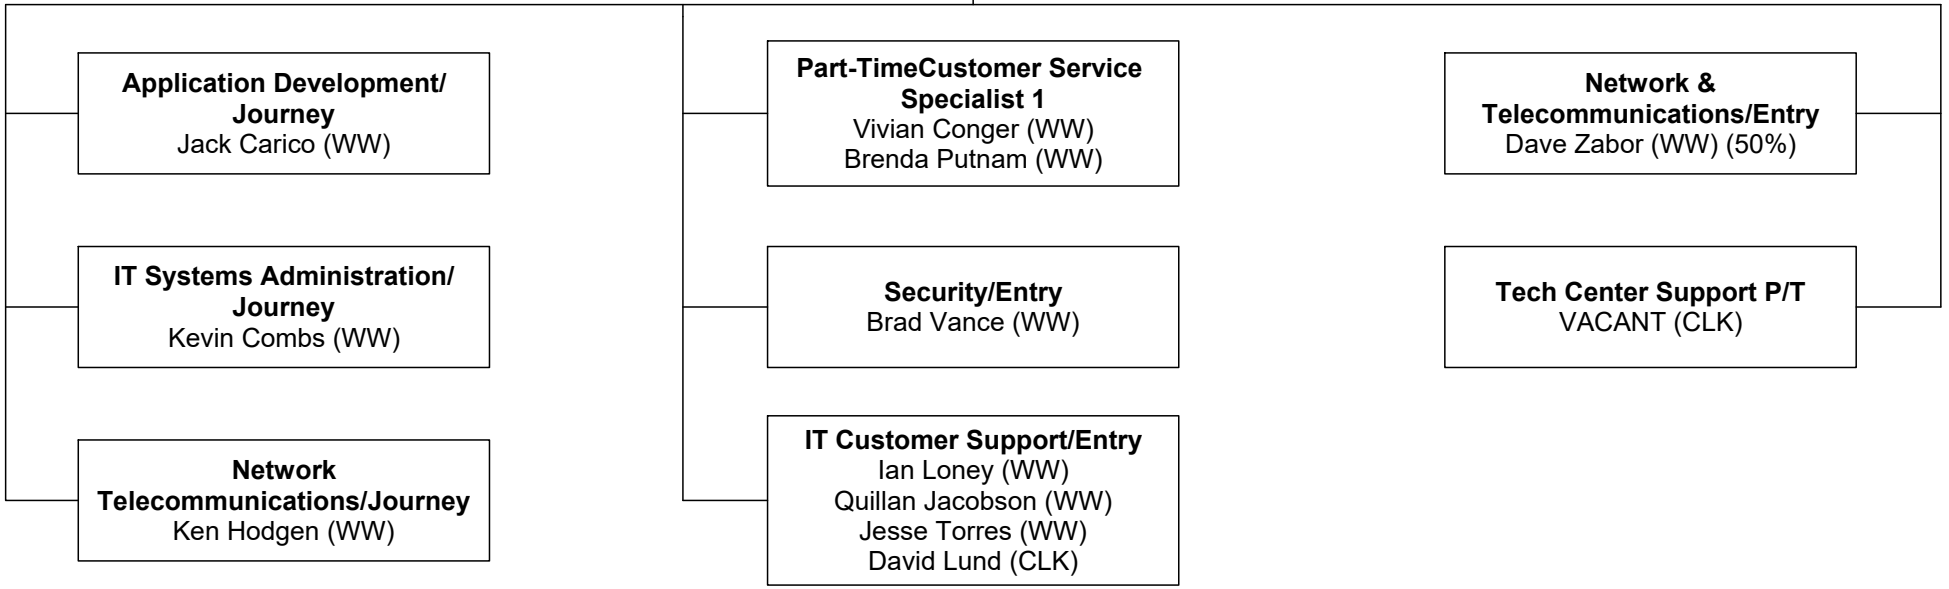 Application Development/
Journey
Jack Carico (WW)
IT Systems Administration/
Journey
Kevin Combs (WW)
Network
Telecommunications/Journey
Ken Hodgen (WW)
Part-TimeCustomer Service
Specialist 1
Vivian Conger (WW)
Brenda Putnam (WW)
Security/Entry
Brad Vance (WW)
IT Customer Support/Entry
Ian Loney (WW)
Quillan Jacobson (WW)
Jesse Torres (WW)
David Lund (CLK)
Network &
Telecommunications/Entry
Dave Zabor (WW) (50%)
Tech Center Support P/T
VACANT (CLK)